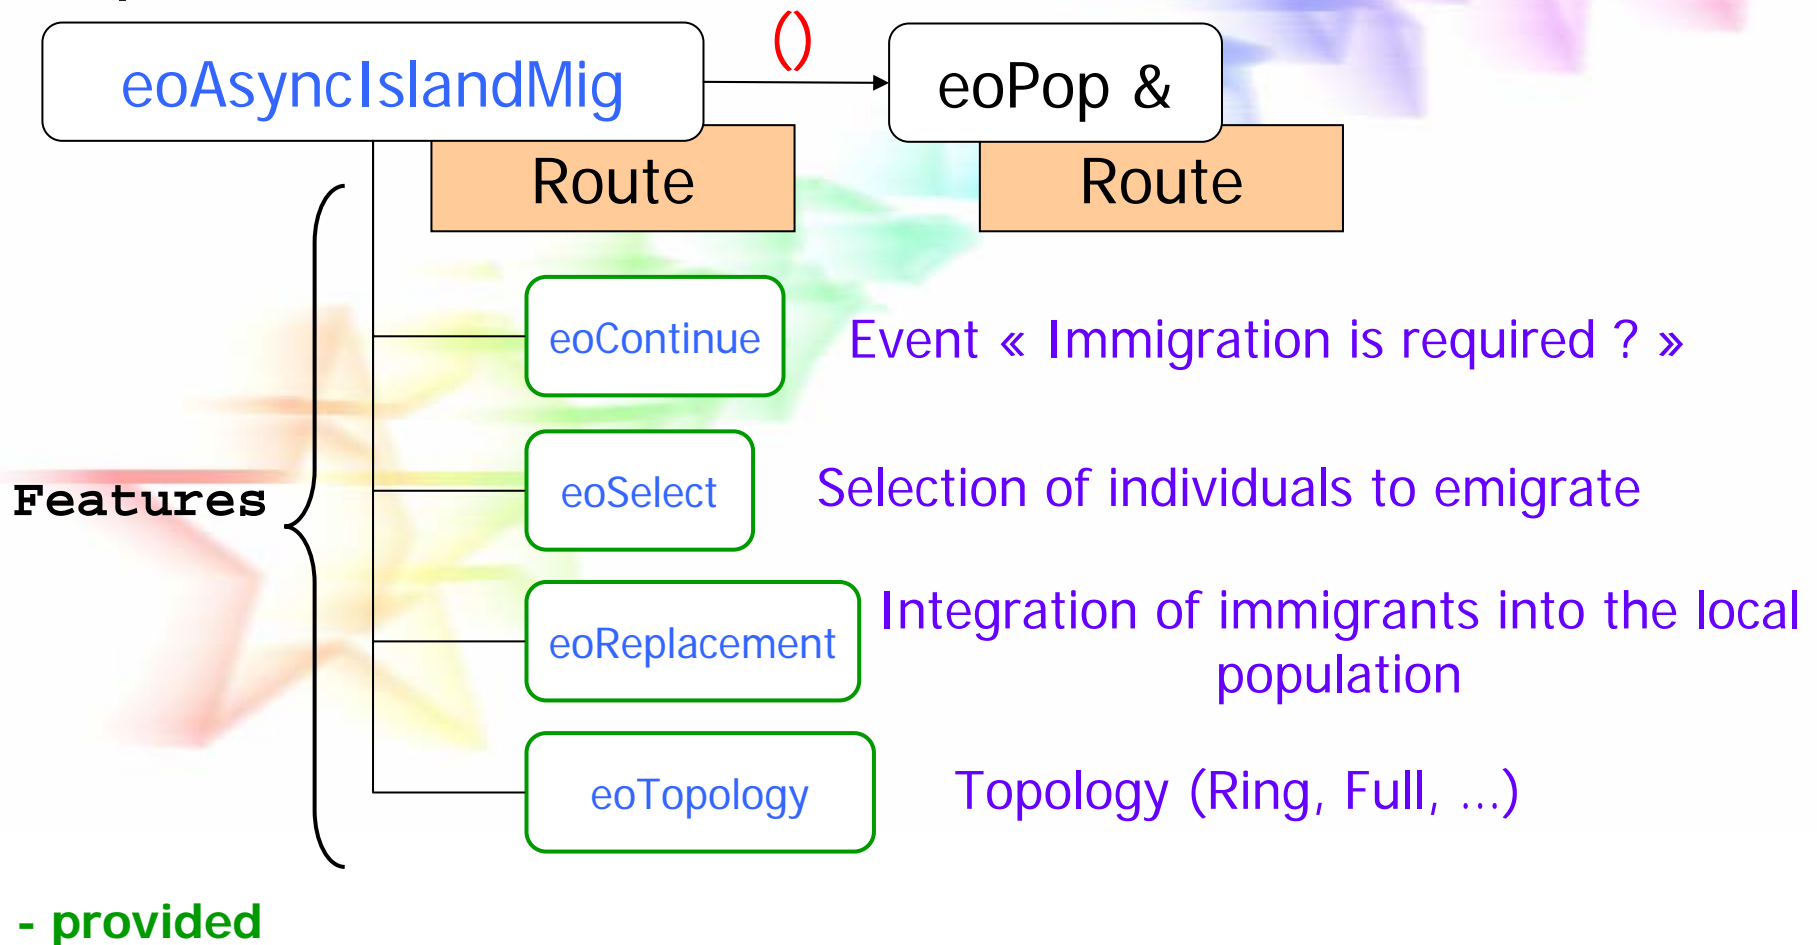 ()
eoAsyncIslandMig
eoPop &
Route
Route
eoContinue
Event « Immigration is required ? »
eoSelect
Selection of individuals to emigrate
Features
eoReplacement
Integration of immigrants into the local
population
eoTopology
Topology (Ring, Full, ...)
- provided